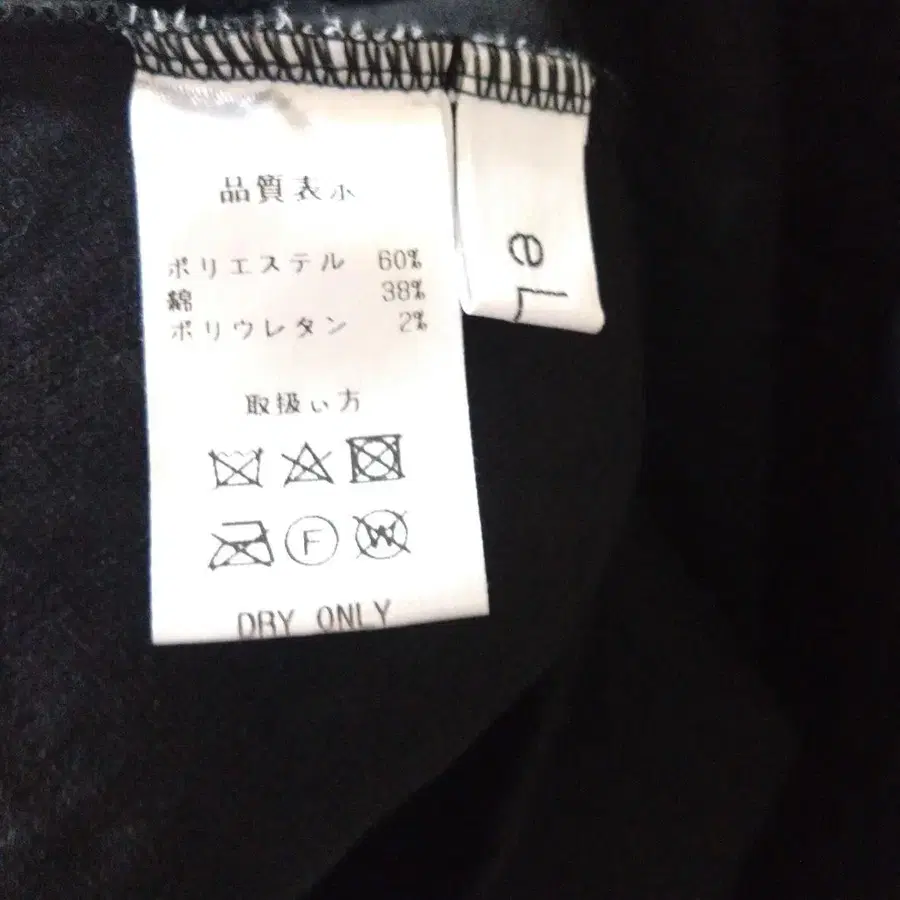 品質表示
ポリエステル 60%
綿 38%
ポリウレタン 2%
取扱い方
F
W
DRY ONLY